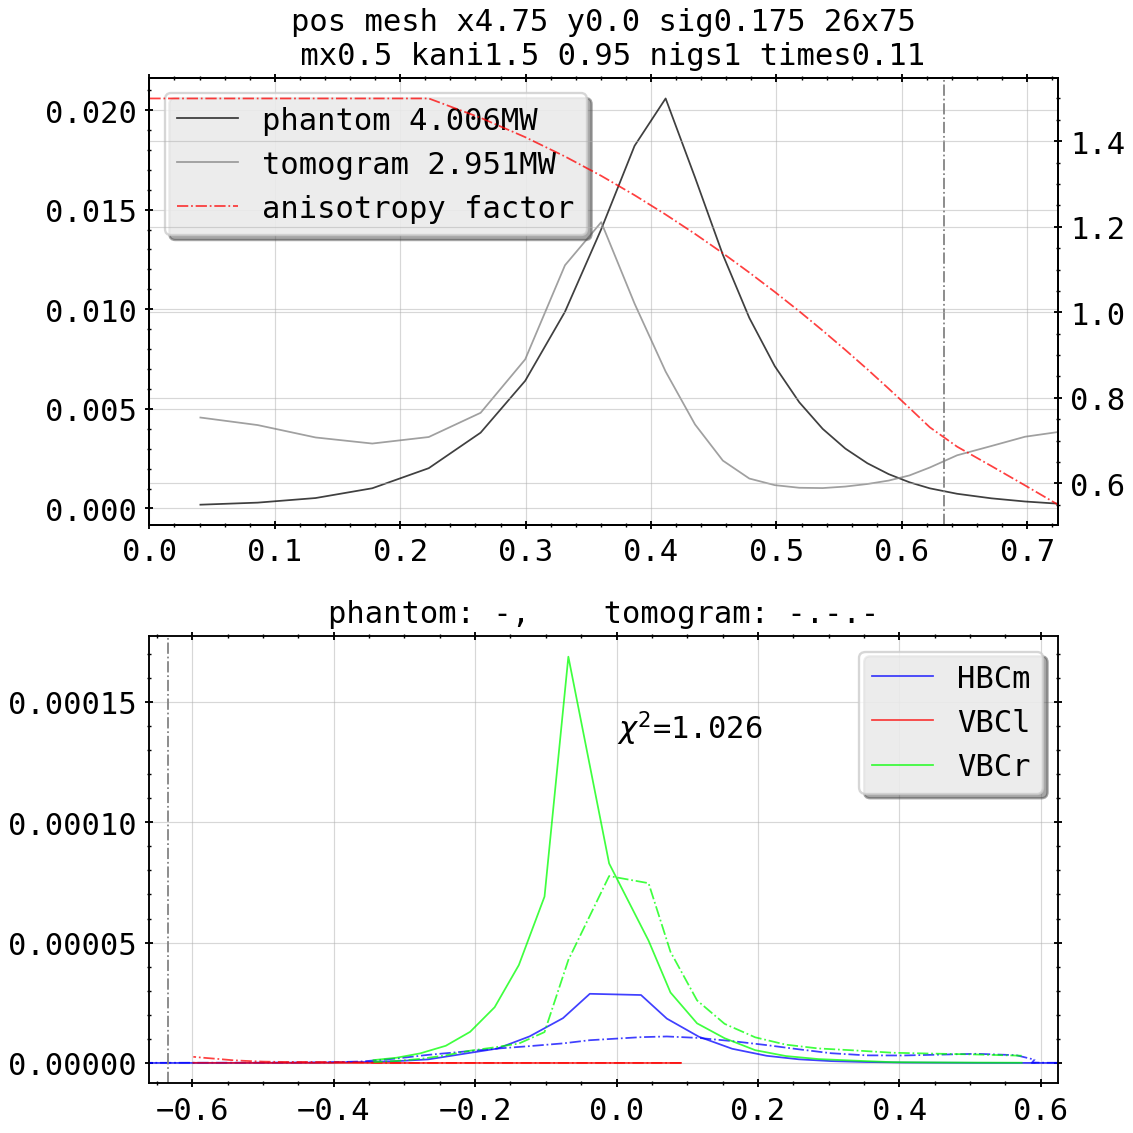 pos mesh x4.75 y0.0 sig0.175 26x75
mx0.5 kani1.5 0.95 nigs1 times0.11
phantom 4.006MW
tomogram 2.951MW
anisotropy factor
0.020
0.015
0.010
0.005
0.000
1.4
1.2
1.0
0.8
0.6
0.0 0.1 0.2 0.3 0.4 0.5 0.6 0.7
phantom: -, tomogram: -.-.-
HBCm
VBCl
VBCr
χ²=1.026
0.00015
0.00010
0.00005
0.00000
−0.6 −0.4 −0.2 0.0 0.2 0.4 0.6